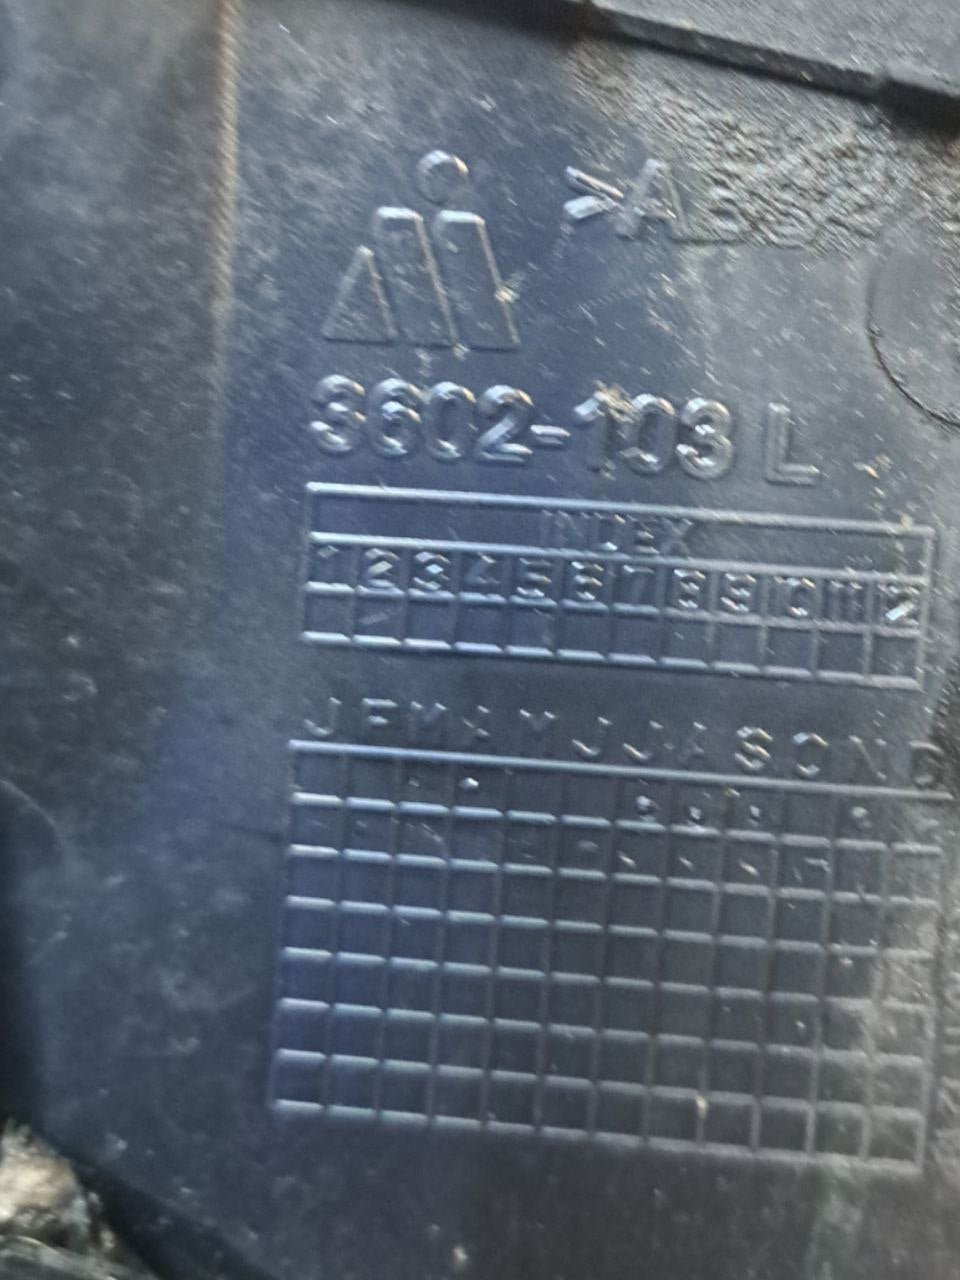 >ABS<
3602-103 L
INDEX
1 2 3 4 5 6 7 8 9 10 11 12
J F M A M J J A S O N D